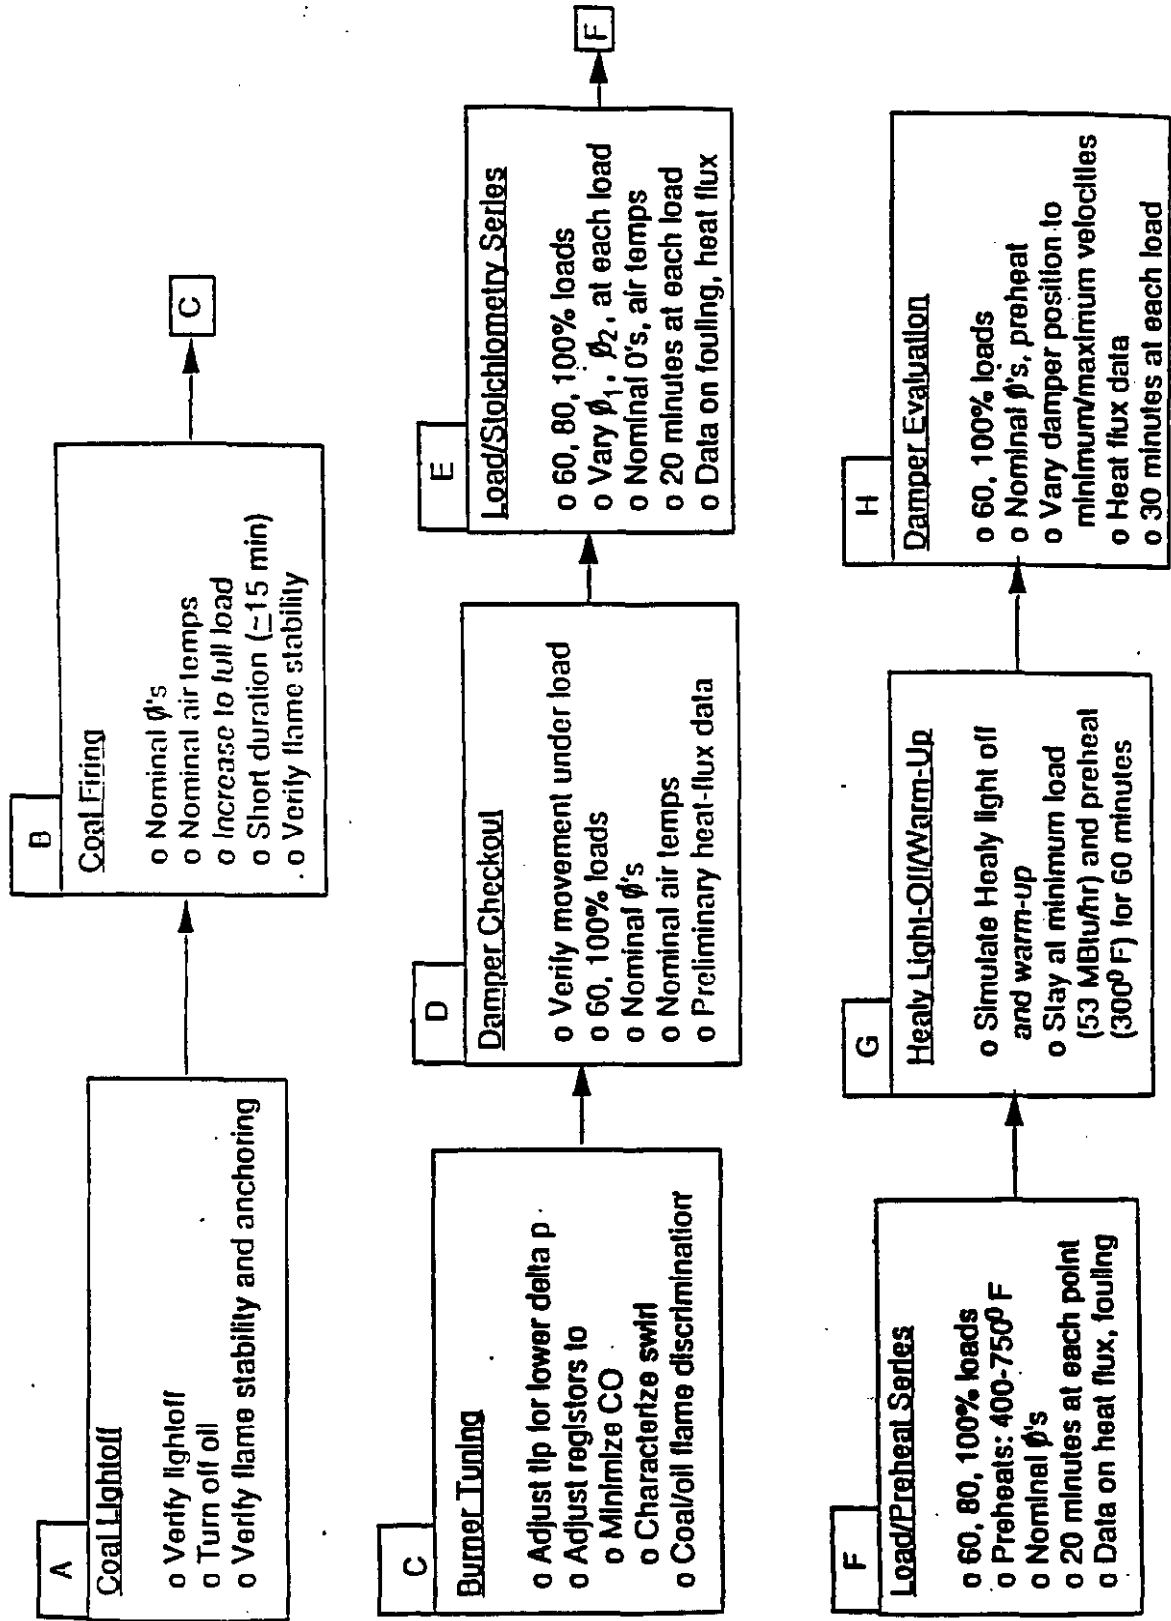 A
Coal Lightoff
o Verify lightoff
o Turn off oil
o Verify flame stability and anchoring
B
Coal Firing
o Nominal ø's
o Nominal air temps
o Increase to full load
o Short duration (±15 min)
o Verify flame stability
C
C
Burner Tuning
o Adjust tip for lower delta p
o Adjust registors to
o Minimize CO
o Characterize swirl
o Coal/oil flame discrimination
D
Damper Checkout
o Verify movement under load
o 60, 100% loads
o Nominal ø's
o Nominal air temps
o Preliminary heat-flux data
E
Load/Stoichiometry Series
o 60, 80, 100% loads
o Vary ø₁, ø₂, at each load
o Nominal 0's, air temps
o 20 minutes at each load
o Data on fouling, heat flux
F
F
Load/Preheat Series
o 60, 80, 100% loads
o Preheats: 400-750⁰ F
o Nominal ø's
o 20 minutes at each point
o Data on heat flux, fouling
G
Healy Light-Off/Warm-Up
o Simulate Healy light off
and warm-up
o Stay at minimum load
(53 MBtu/hr) and preheat
(300⁰ F) for 60 minutes
H
Damper Evaluation
o 60, 100% loads
o Nominal ø's, preheat
o Vary damper position to
minimum/maximum velocities
o Heat flux data
o 30 minutes at each load